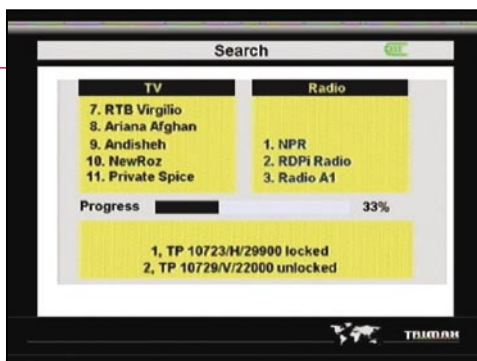 Search
TV
7. RTB Virgilio
8. Ariana Afghan
9. Andisheh
10. NewRoz
11. Private Spice
Radio
1. NPR
2. RDPi Radio
3. Radio A1
Progress 33%
1, TP 10723/H/29900 locked
2, TP 10729/V/22000 unlocked
TRIMAX